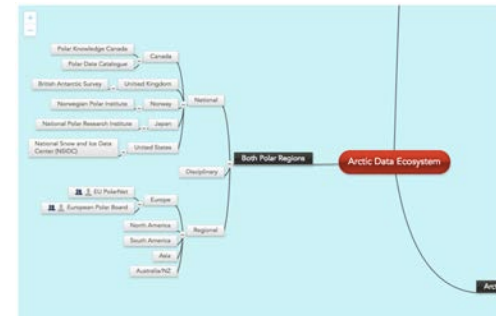 Polar Knowledge Canada
Polar Data Catalogue
Canada
British Antarctic Survey
United Kingdom
Norwegian Polar Institute
Norway
National Polar Research Institute
Japan
National Snow and Ice Data
Center (NSIDC)
United States
National
Disciplinary
Both Polar Regions
Arctic Data Ecosystem
EU PolarNet
European Polar Board
Europe
North America
South America
Asia
Australia/NZ
Regional
Arc